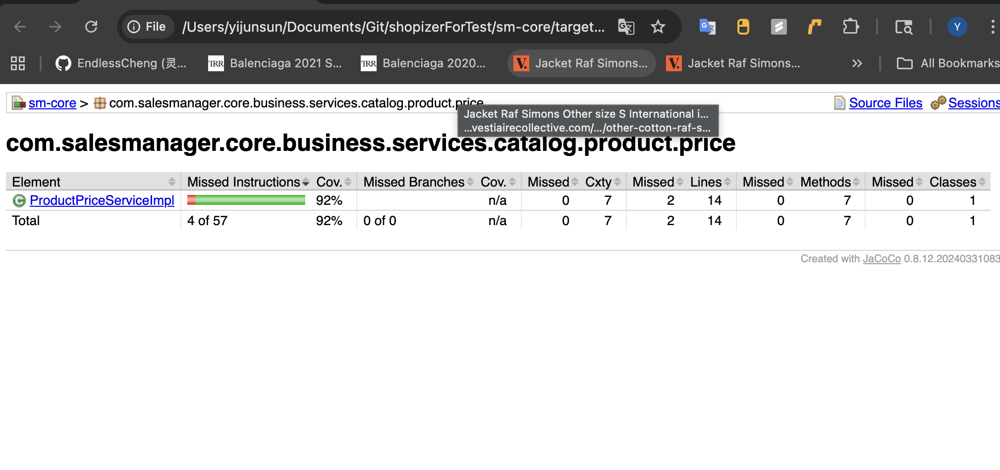 File /Users/yijunsun/Documents/Git/shopizerForTest/sm-core/target... Y
EndlessCheng (灵... TRR Balenciaga 2021 S... TRR Balenciaga 2020... V. Jacket Raf Simons... V. Jacket Raf Simons... » All Bookmarks
sm-core > com.salesmanager.core.business.services.catalog.product.price Source Files Sessions
Jacket Raf Simons Other size S International i...
...vestiairecollective.com/.../other-cotton-raf-s...
com.salesmanager.core.business.services.catalog.product.price
Element Missed Instructions Cov. Missed Branches Cov. Missed Cxty Missed Lines Missed Methods Missed Classes
C ProductPriceServiceImpl 92% n/a 0 7 2 14 0 7 0 1
Total 4 of 57 92% 0 of 0 n/a 0 7 2 14 0 7 0 1
Created with JaCoCo 0.8.12.20240331083